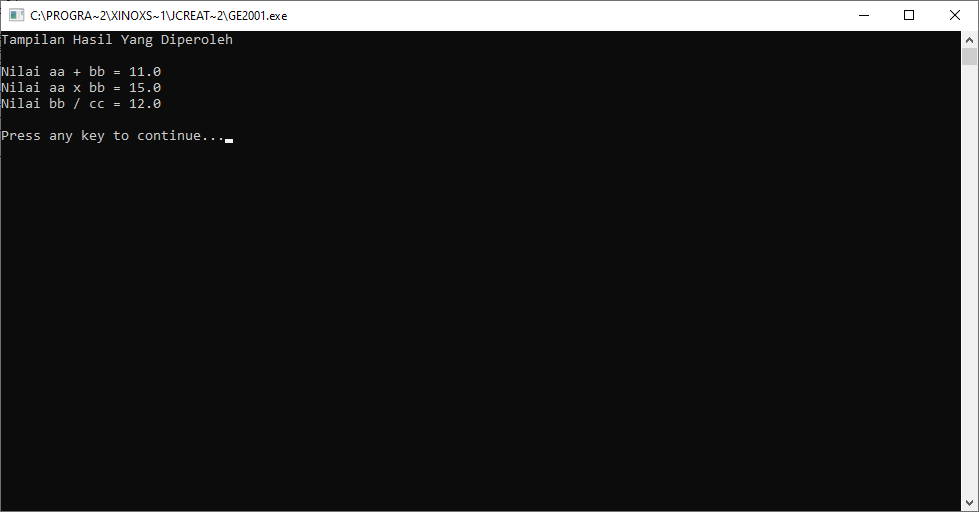 C:\PROGRA~2\XINOXS~1\JCREAT~2\GE2001.exe
Tampilan Hasil Yang Diperoleh
Nilai aa + bb = 11.0
Nilai aa x bb = 15.0
Nilai bb / cc = 12.0
Press any key to continue...